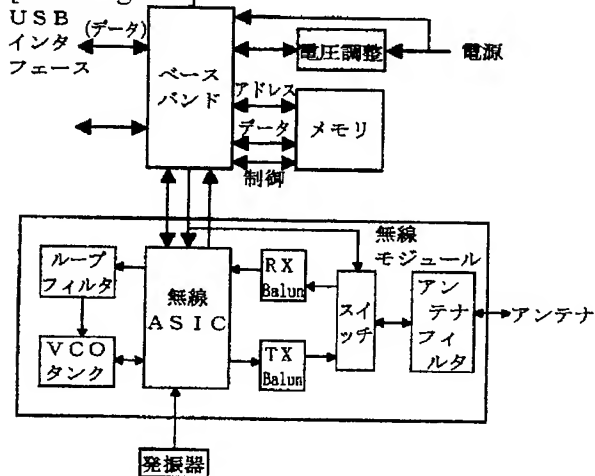 USB
インタ
フェース
(データ)
ベース
バンド
電圧調整
電源
アドレス
データ
制御
メモリ
無線
モジュール
ループ
フィルタ
VCO
タンク
無線
ASIC
RX
Balun
TX
Balun
スイ
ッチ
アン
テナ
フィ
ルタ
アンテナ
発振器